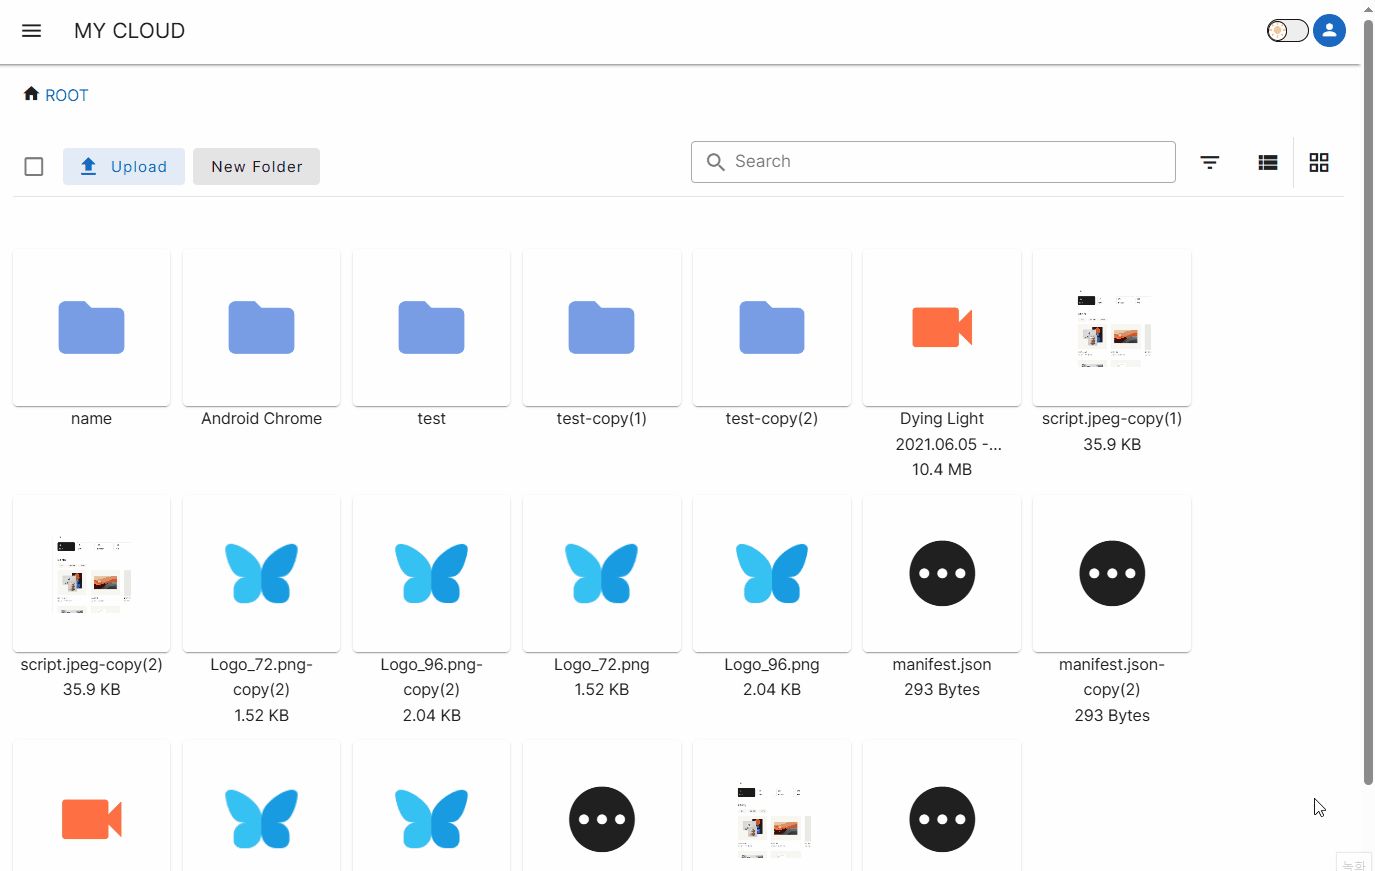 MY CLOUD
ROOT
Upload
New Folder
Search
name
Android Chrome
test
test-copy(1)
test-copy(2)
Dying Light
2021.06.05 -...
10.4 MB
script.jpeg-copy(1)
35.9 KB
script.jpeg-copy(2)
35.9 KB
Logo_72.png-
copy(2)
1.52 KB
Logo_96.png-
copy(2)
2.04 KB
Logo_72.png
1.52 KB
Logo_96.png
2.04 KB
manifest.json
293 Bytes
manifest.json-
copy(2)
293 Bytes
녹화